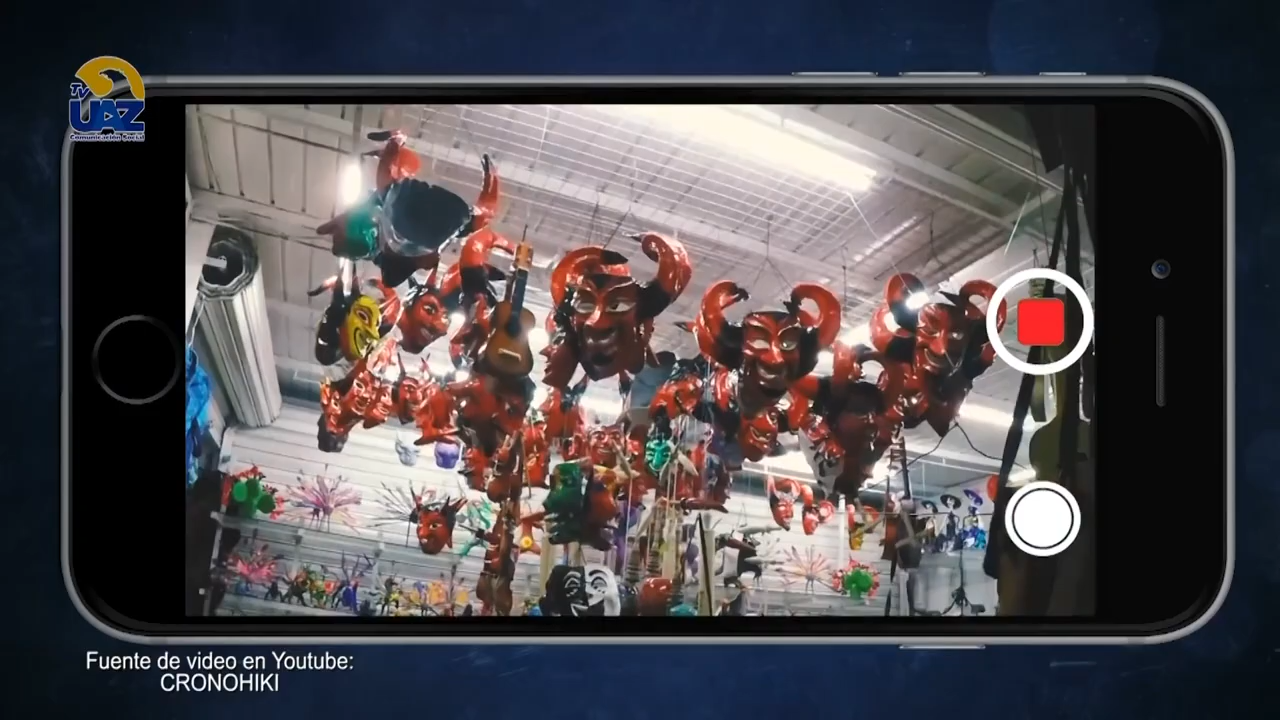 TV
UAZ
Comunicación Social
Fuente de video en Youtube:
CRONOHIKI